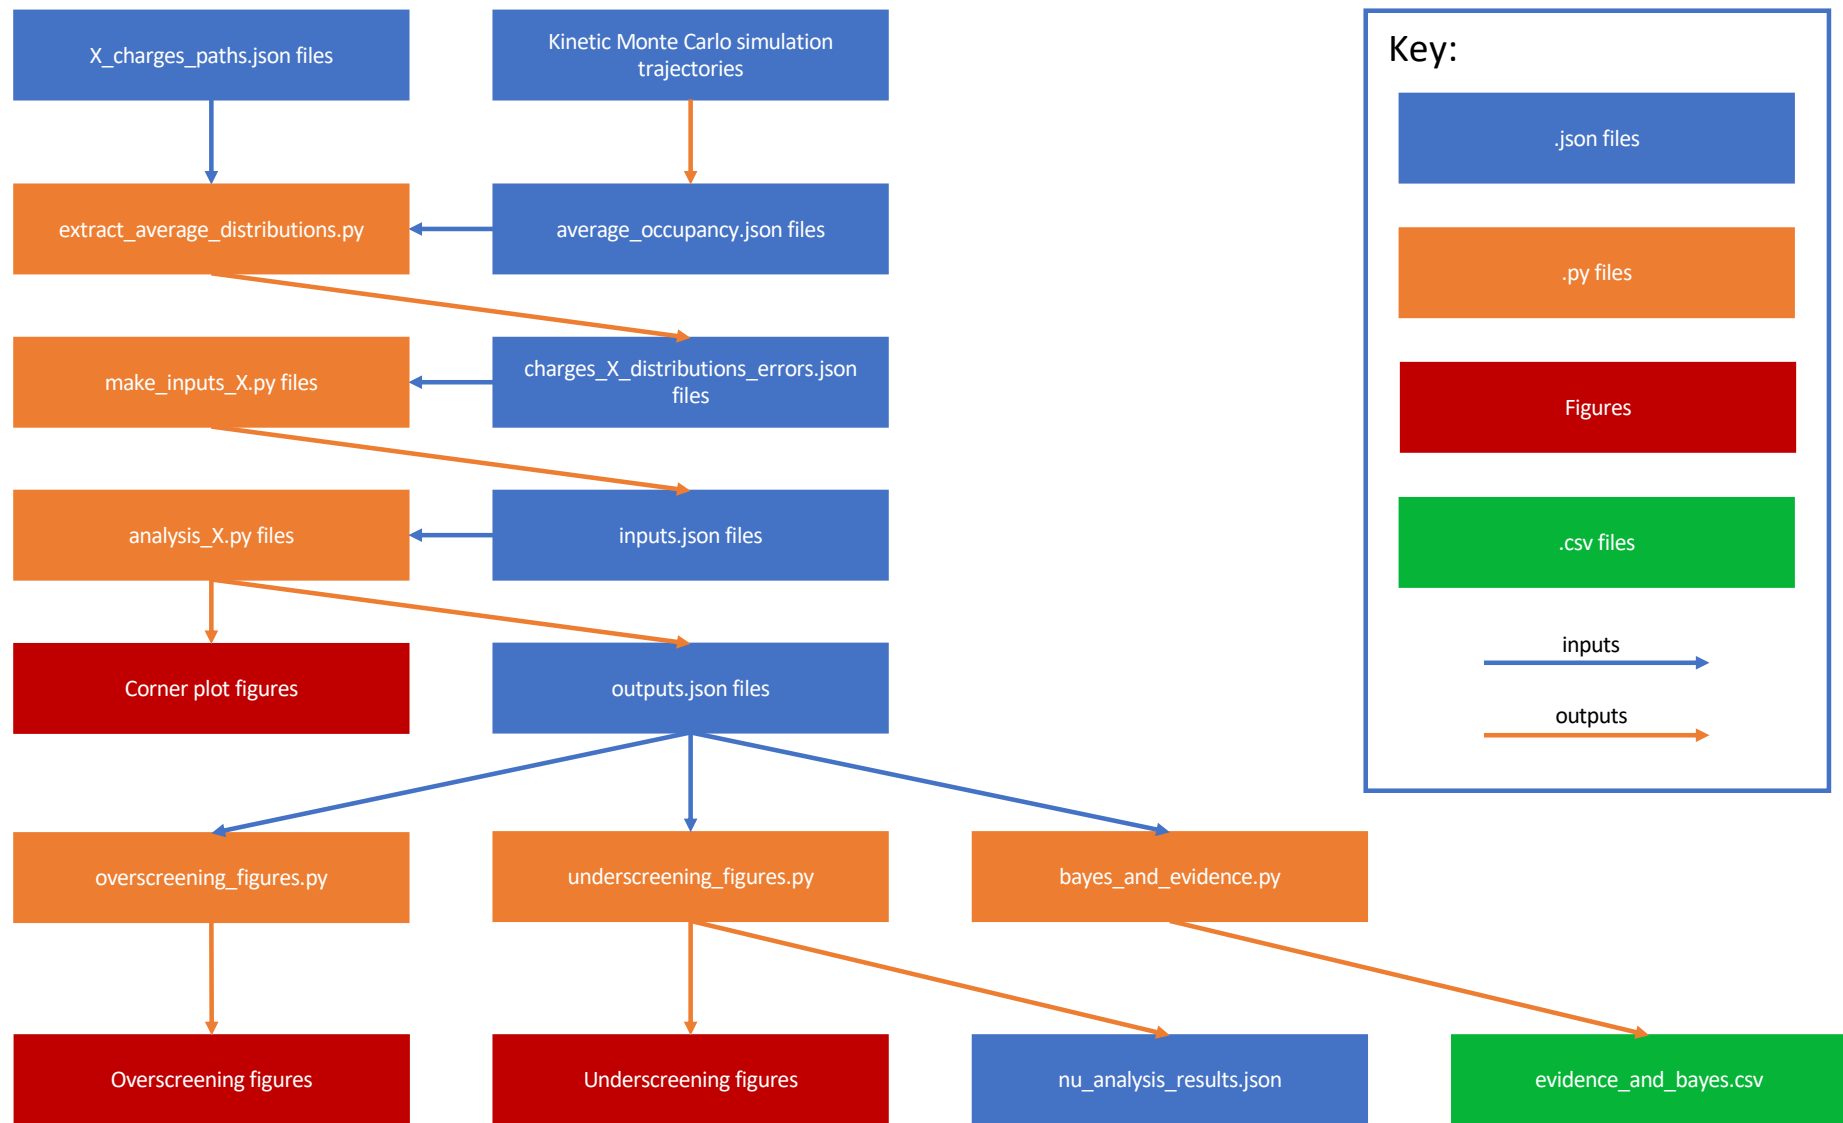 X_charges_paths.json files
Kinetic Monte Carlo simulation
trajectories
Key:
.json files
extract_average_distributions.py
average_occupancy.json files
.py files
make_inputs_X.py files
charges_X_distributions_errors.json
files
Figures
analysis_X.py files
inputs.json files
.csv files
inputs
Corner plot figures
outputs.json files
outputs
overscreening_figures.py
underscreening_figures.py
bayes_and_evidence.py
Overscreening figures
Underscreening figures
nu_analysis_results.json
evidence_and_bayes.csv